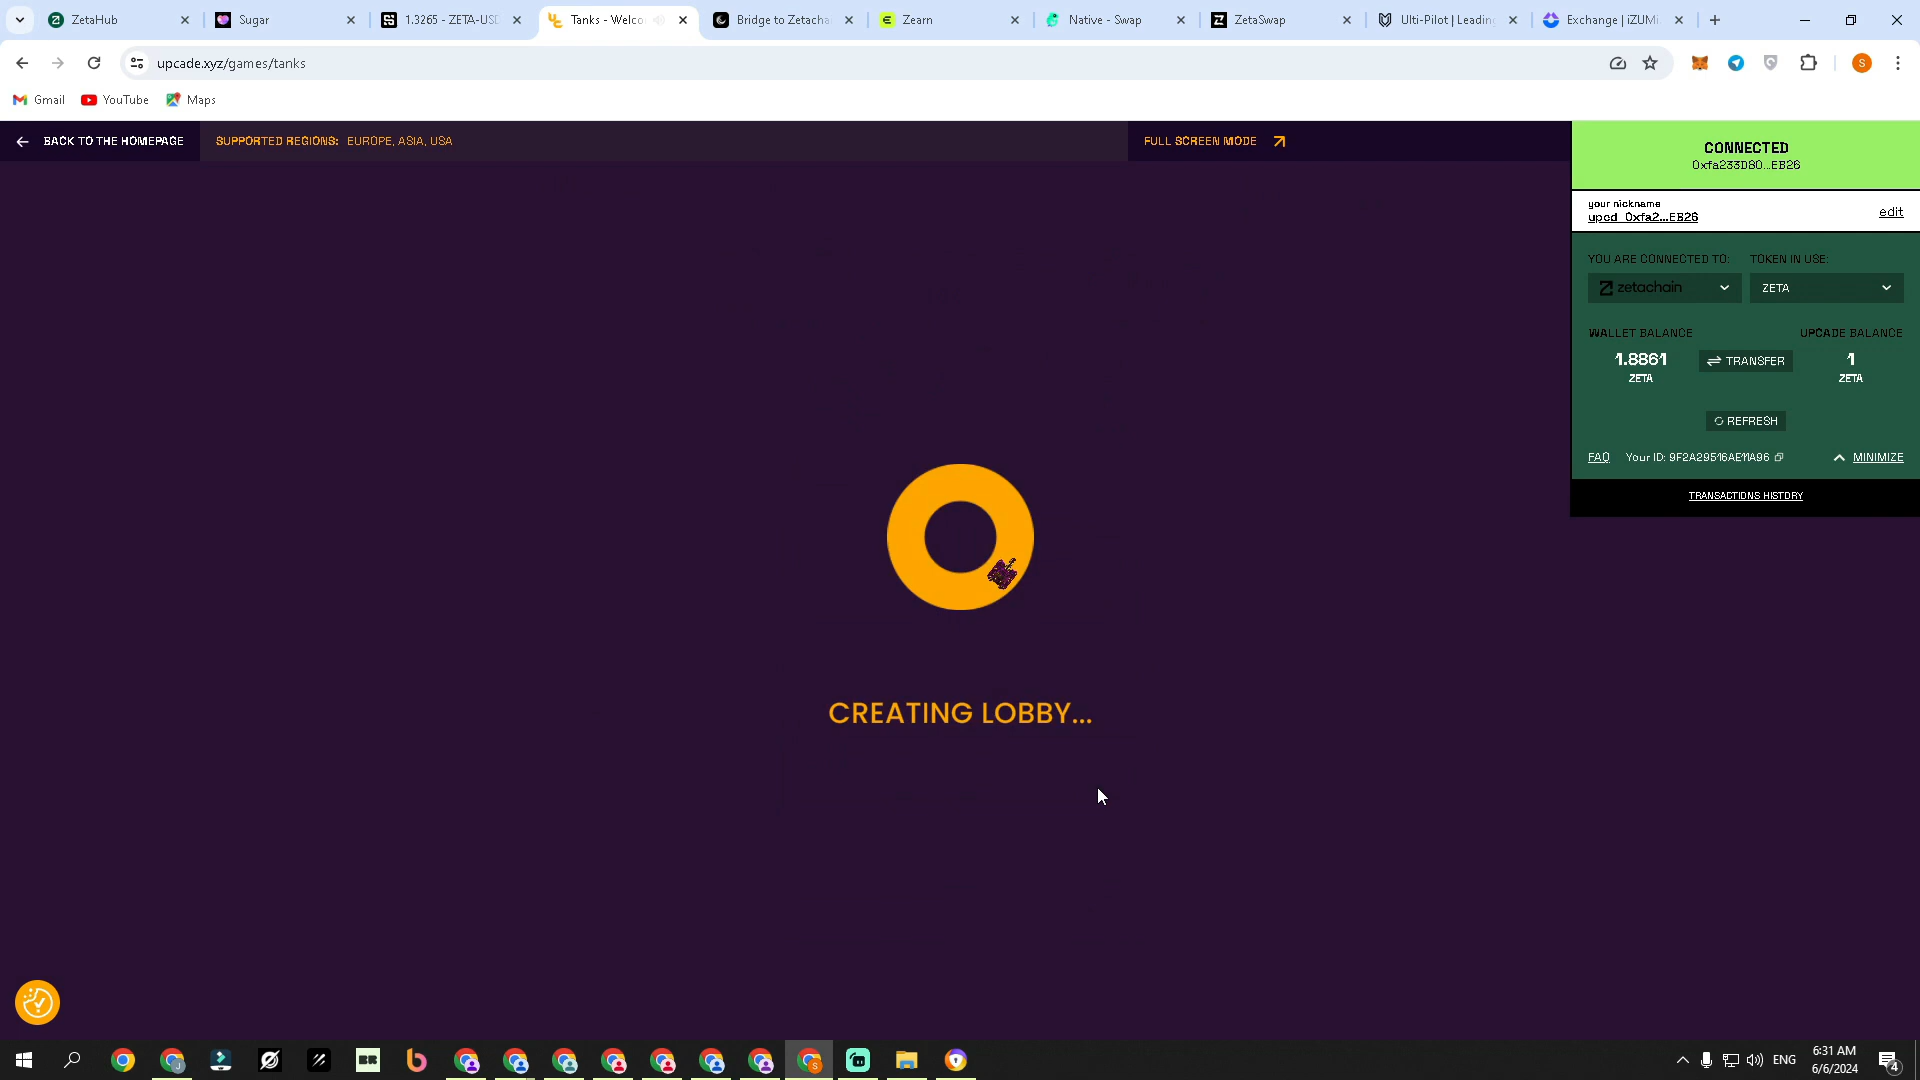 ZetaHub
Sugar
1.3265 - ZETA-USD
Tanks - Welco
Bridge to Zetacha
Zearn
Native - Swap
ZetaSwap
Ulti-Pilot | Leading
Exchange | iZUMi
upcade.xyz/games/tanks
S
Gmail
YouTube
Maps
BACK TO THE HOMEPAGE
SUPPORTED REGIONS: EUROPE, ASIA, USA
FULL SCREEN MODE
CONNECTED
0xfa233D80...EB26
your nickname
upcd_0xfa2...EB26
edit
YOU ARE CONNECTED TO:
TOKEN IN USE:
zetachain
ZETA
WALLET BALANCE
UPCADE BALANCE
1.8861
ZETA
TRANSFER
1
ZETA
REFRESH
FAQ
Your ID: 9F2A29516AE11A96
MINIMIZE
TRANSACTIONS HISTORY
CREATING LOBBY...
BR
ENG
6:31 AM
6/6/2024
4